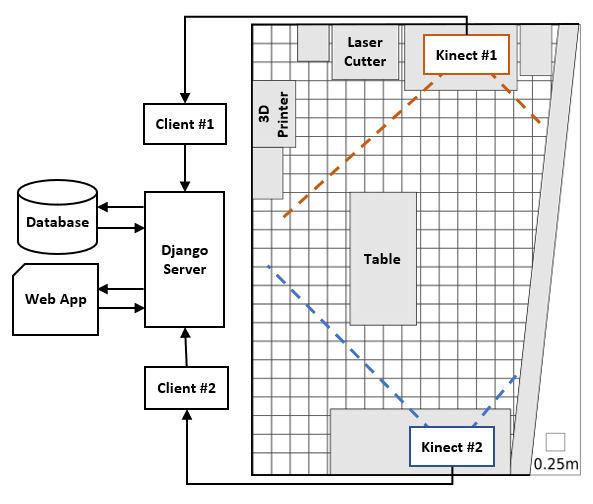 Laser
Cutter
Kinect #1
3D
Printer
Client #1
Database
Django
Server
Web App
Table
Client #2
Kinect #2
0.25m